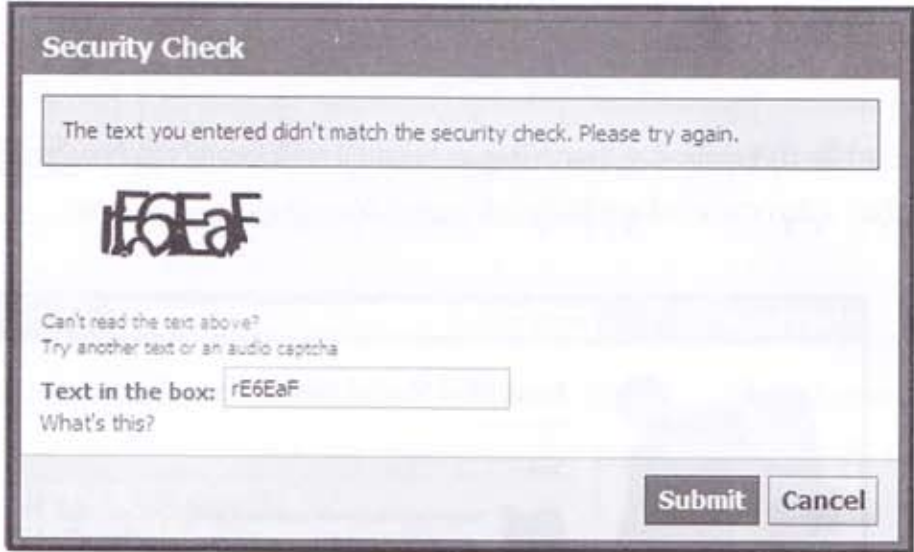 Security Check
The text you entered didn't match the security check. Please try again.
rE6EaF
Can't read the text above?
Try another text or an audio captcha
Text in the box: rE6EaF
What's this?
Submit Cancel